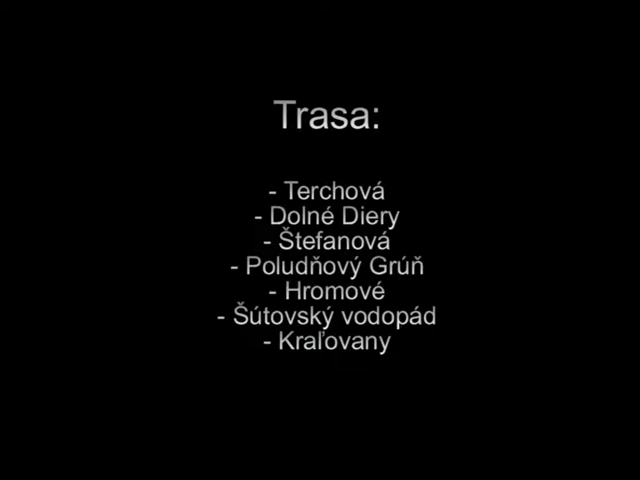 Trasa:
- Terchová
- Dolné Diery
- Štefanová
- Poludňový Grúň
- Hromové
- Šútovský vodopád
- Kraľovany